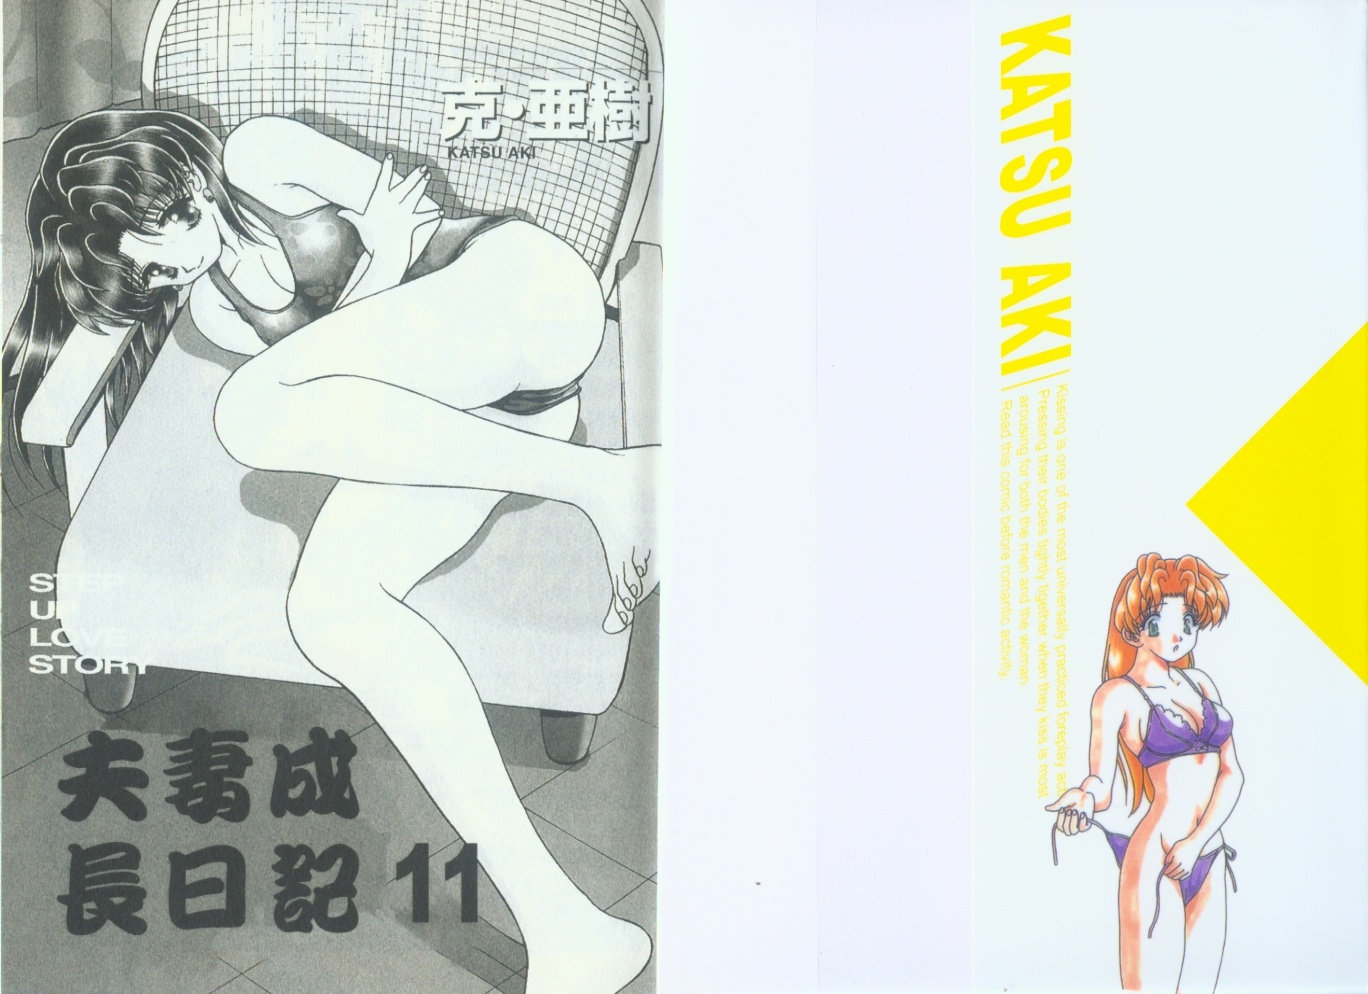 克・亜樹
KATSU AKI
STEP
UP
LOVE
STORY
夫妻成
長日記 11
KATSU AKI
Kissing is one of the most universally practiced foreplay act
Pressing their bodies tightly tigether when they kiss is most
arousing for both the men and the woman.
Read this comic before romantic activity.